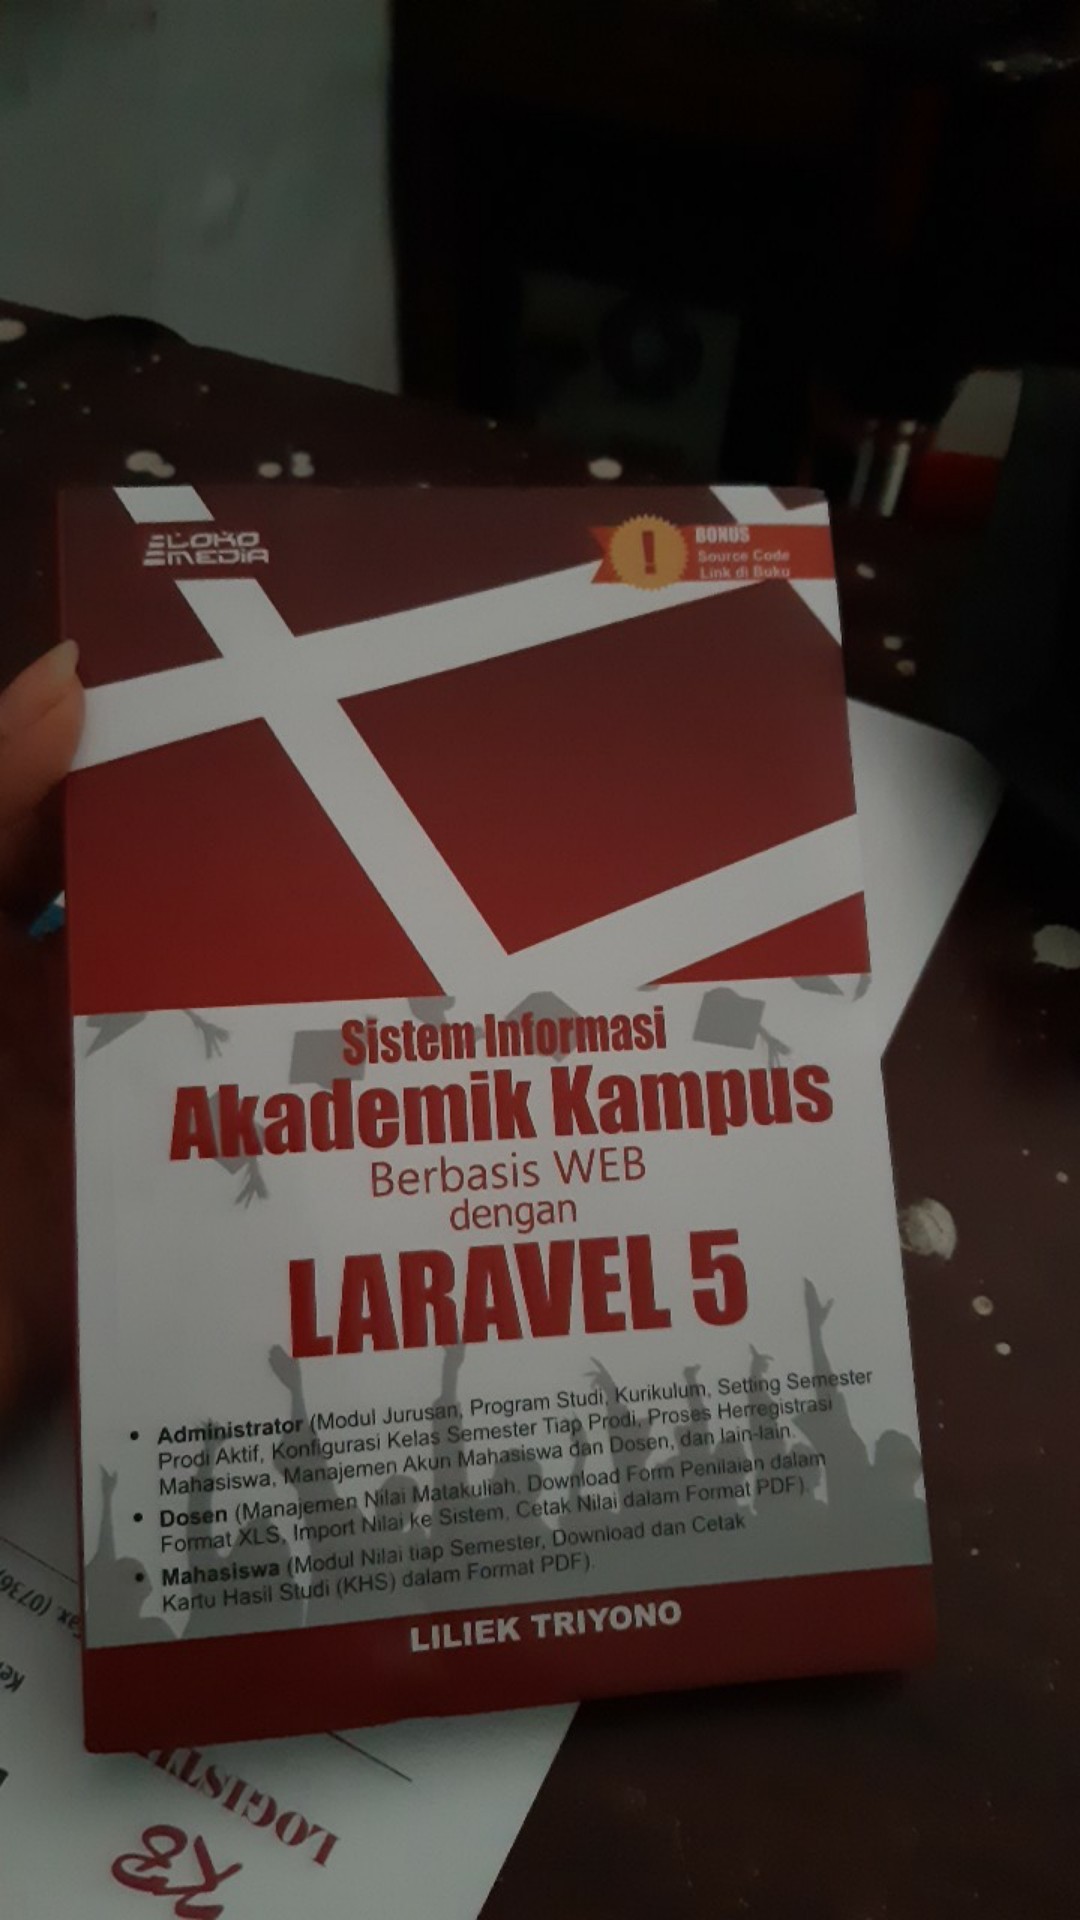 LOKO
MEDIA
BONUS
Source Code
Link di Buku
Sistem Informasi
Akademik Kampus
Berbasis WEB
dengan
LARAVEL 5
• Administrator (Modul Jurusan, Program Studi, Kurikulum, Setting Semester
Prodi Aktif, Konfigurasi Kelas Semester Tiap Prodi, Proses Herregistrasi
Mahasiswa, Manajemen Akun Mahasiswa dan Dosen, dan lain-lain.
• Dosen (Manajemen Nilai Matakuliah, Download Form Penilaian dalam
Format XLS, Import Nilai ke Sistem, Cetak Nilai dalam Format PDF).
• Mahasiswa (Modul Nilai tiap Semester, Download dan Cetak
Kartu Hasil Studi (KHS) dalam Format PDF).
LILIEK TRIYONO
(0736)